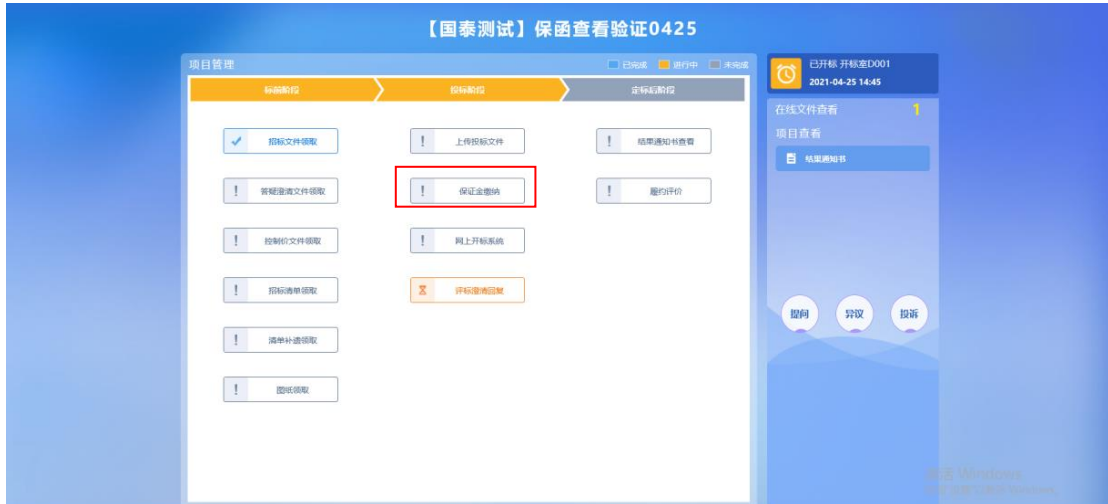 【国泰测试】保函查看验证0425
项目管理
已完成 进行中 未完成
标前阶段
投标阶段
定标后阶段
招标文件领取
答疑澄清文件领取
控制价文件领取
招标清单领取
清单补遗领取
图纸领取
上传投标文件
保证金缴纳
网上开标系统
评标澄清回复
结果通知书查看
履约评价
已开标 开标室D001
2021-04-25 14:45
在线文件查看 1
项目查看
结果通知书
提问 异议 投诉
激活 Windows